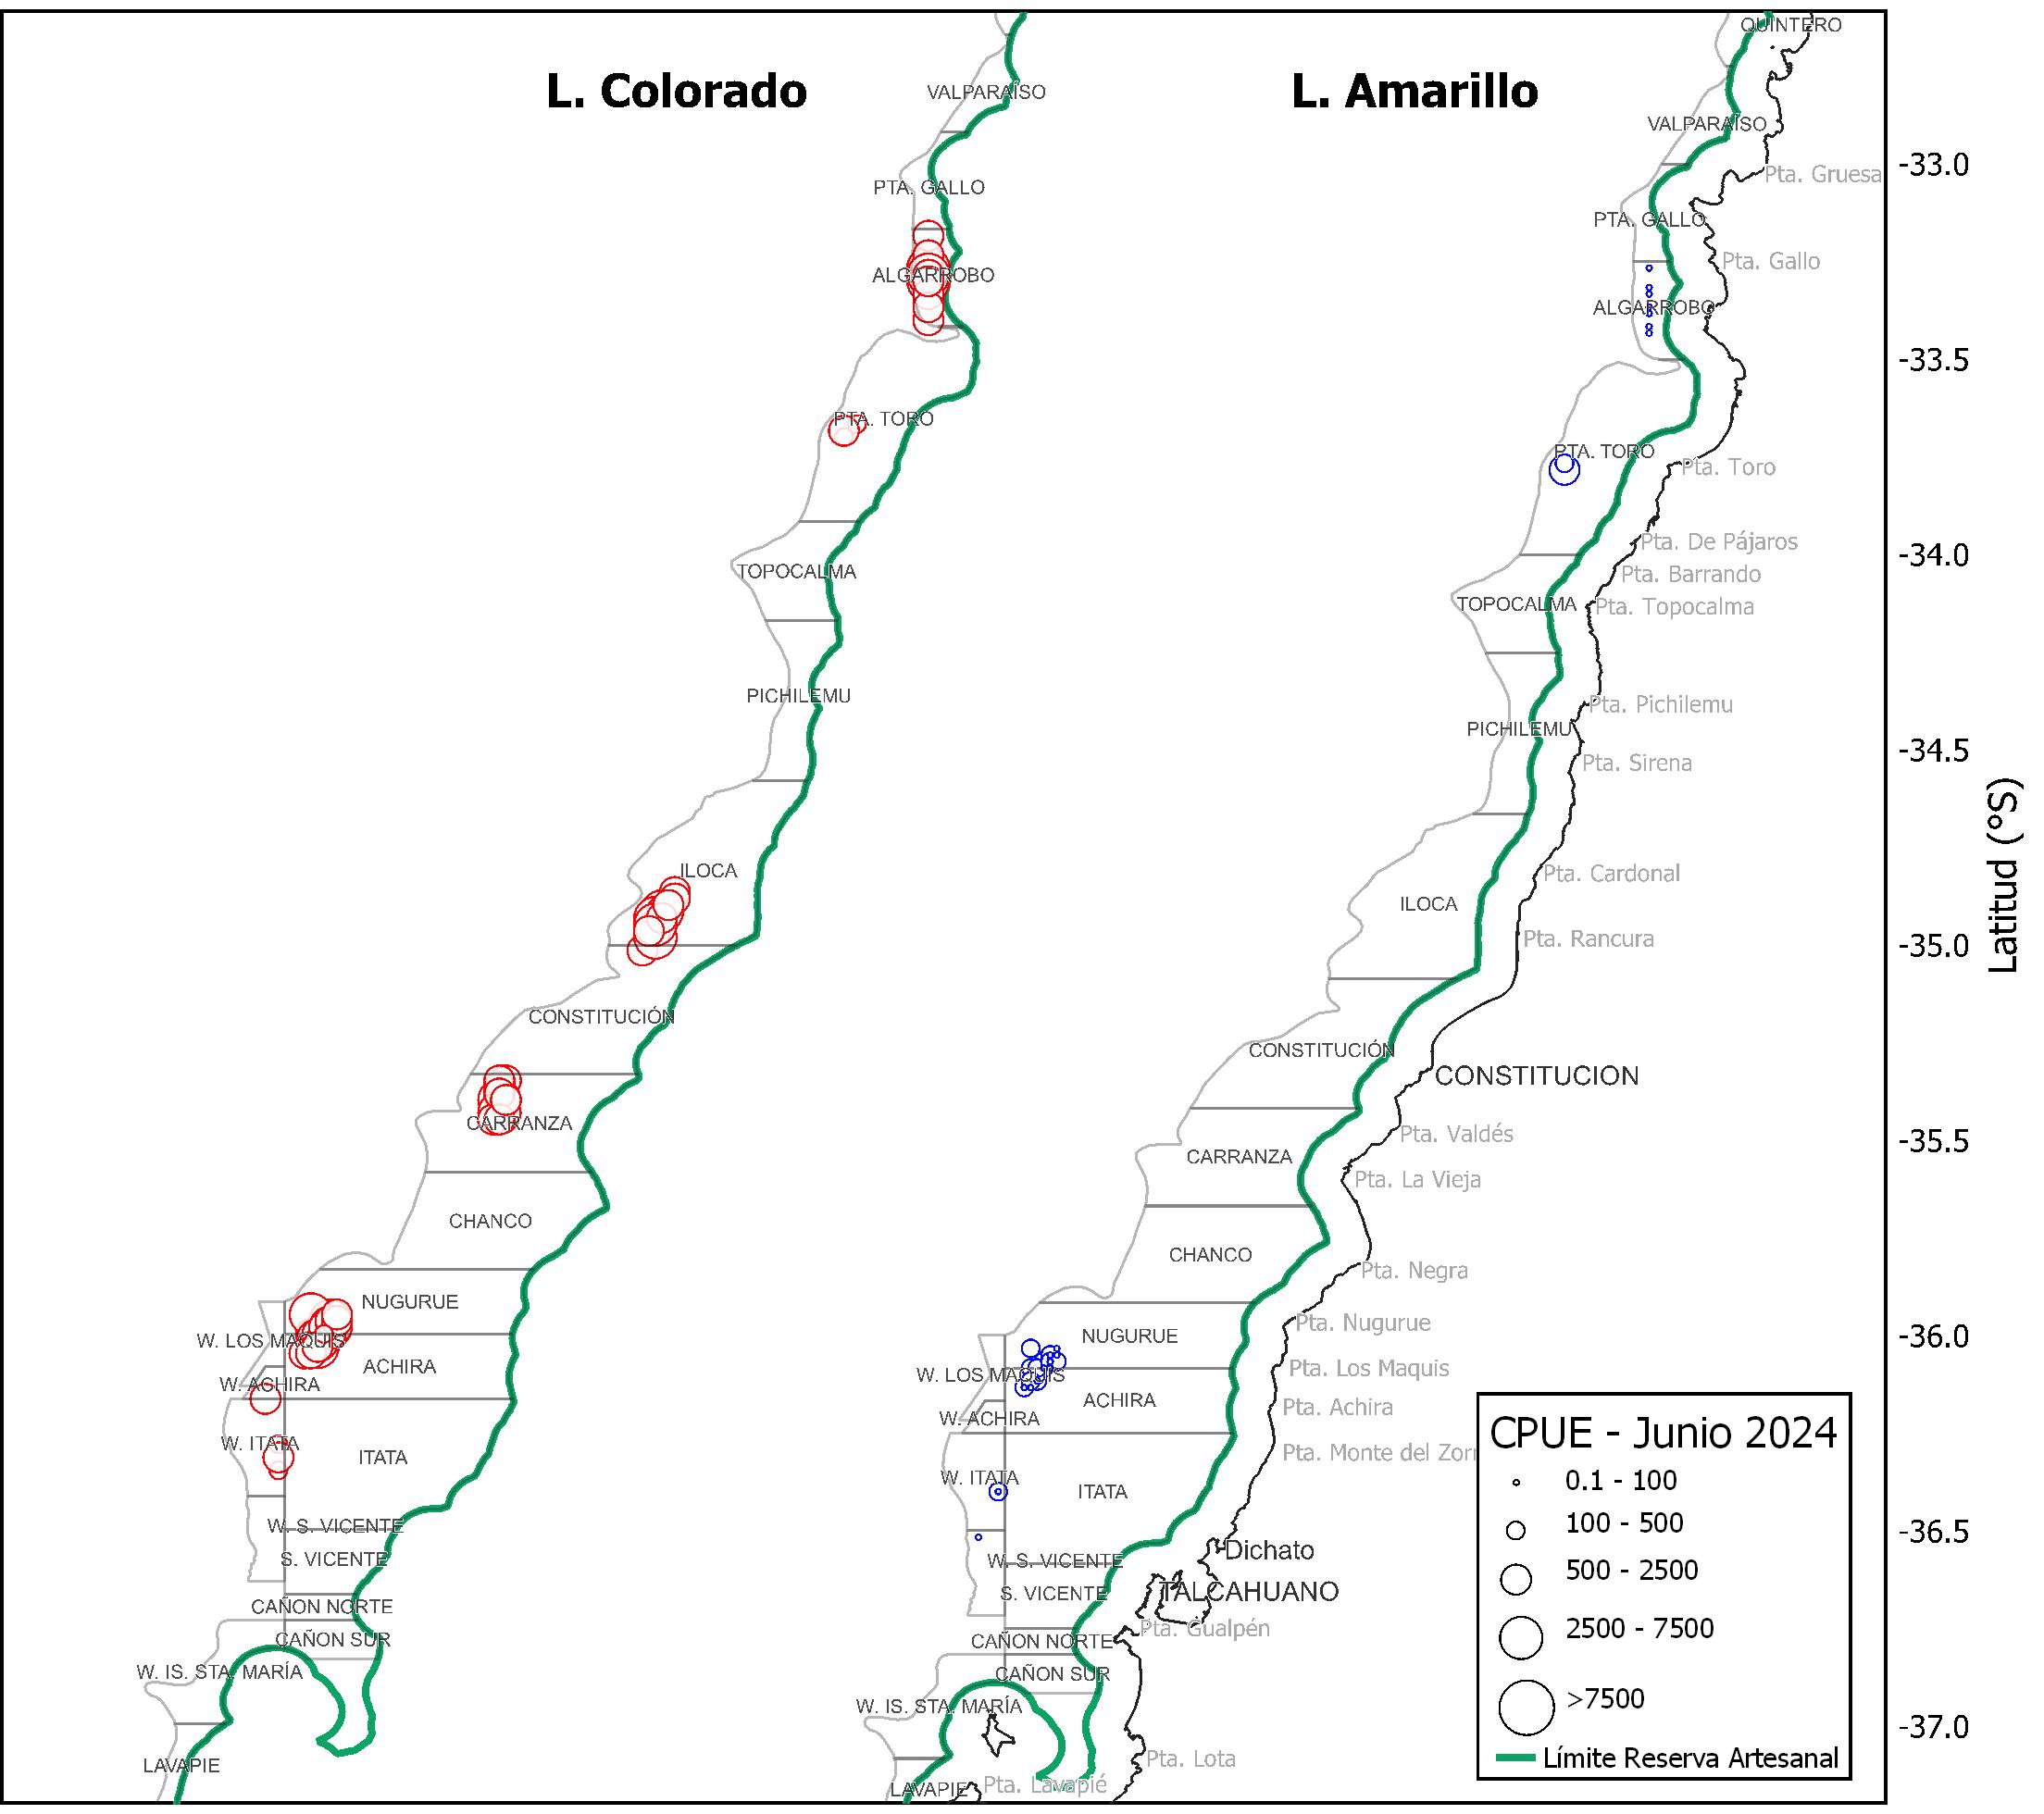 L. Colorado
VALPARAÍSO
PTA. GALLO
ALGARROBO
PTA. TORO
TOPOCALMA
PICHILEMU
ILOCA
CONSTITUCIÓN
CARRANZA
CHANCO
NUGURUE
W. LOS MAQUIS
ACHIRA
W. ACHIRA
W. ITATA
ITATA
W. S. VICENTE
S. VICENTE
CAÑON NORTE
CAÑON SUR
W. IS. STA. MARÍA
LAVAPIE
L. Amarillo
QUINTERO
VALPARAÍSO
Pta. Gruesa
PTA. GALLO
Pta. Gallo
ALGARROBO
PTA. TORO
Pta. Toro
Pta. De Pájaros
Pta. Barrando
TOPOCALMA
Pta. Topocalma
Pta. Pichilemu
PICHILEMU
Pta. Sirena
Pta. Cardonal
ILOCA
Pta. Rancura
CONSTITUCIÓN
CONSTITUCION
Pta. Valdés
CARRANZA
Pta. La Vieja
CHANCO
Pta. Negra
Pta. Nugurue
NUGURUE
Pta. Los Maquis
W. LOS MAQUIS
ACHIRA
Pta. Achira
W. ACHIRA
Pta. Monte del Zorr
W. ITATA
ITATA
Dichato
W. S. VICENTE
S. VICENTE
TALCAHUANO
Pta. Gualpén
CAÑON NORTE
CAÑON SUR
W. IS. STA. MARÍA
Pta. Lota
LAVAPIE
Pta. Lavapié
CPUE - Junio 2024
0.1 - 100
100 - 500
500 - 2500
2500 - 7500
>7500
Límite Reserva Artesanal
-33.0
-33.5
-34.0
-34.5
-35.0
-35.5
-36.0
-36.5
-37.0
Latitud (°S)